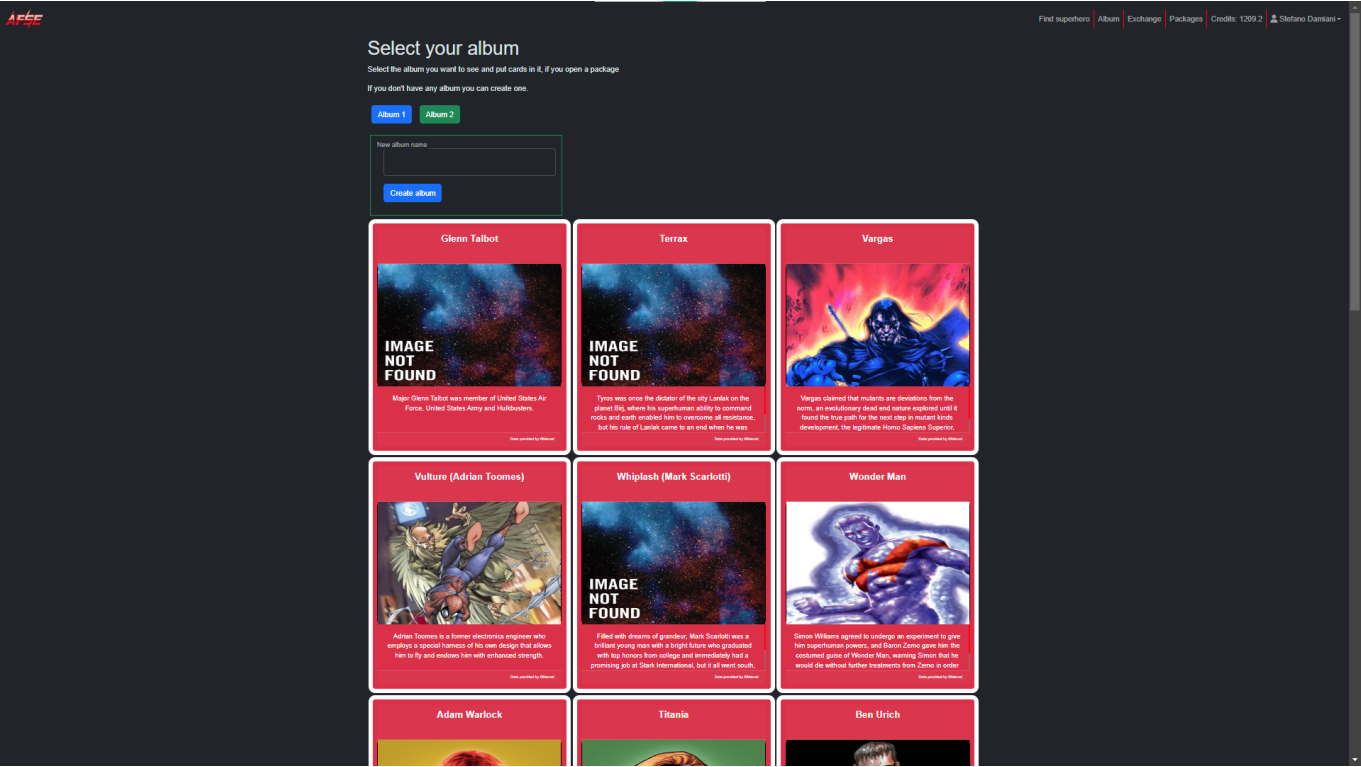 AFSE
Find superhero Album Exchange Packages Credits: 1209.2 Stefano Damiani
Select your album
Select the album you want to see and put cards in it, if you open a package
If you don't have any album you can create one.
Album 1 Album 2
New album name
Create album
Glenn Talbot
IMAGE
NOT
FOUND
Major Glenn Talbot was member of United States Air
Force, United States Army and Hulkbusters.
Data provided by ©Marvel
Terrax
IMAGE
NOT
FOUND
Tyros was once the dictator of the city Lanlak on the
planet Birj, where his superhuman ability to command
rocks and earth enabled him to overcome all resistance,
but his rule of Lanlak came to an end when he was
Data provided by ©Marvel
Vargas
Vargas claimed that mutants are deviations from the
norm, an evolutionary dead end nature explored until it
found the true path for the next step in mutant kinds
development, the legitimate Homo Sapiens Superior,
Data provided by ©Marvel
Vulture (Adrian Toomes)
Adrian Toomes is a former electronics engineer who
employs a special harness of his own design that allows
him to fly and endows him with enhanced strength.
Data provided by ©Marvel
Whiplash (Mark Scarlotti)
IMAGE
NOT
FOUND
Filled with dreams of grandeur, Mark Scarlotti was a
brilliant young man with a bright future who graduated
with top honors from college and immediately had a
promising job at Stark International, but it all went south,
Data provided by ©Marvel
Wonder Man
Simon Williams agreed to undergo an experiment to give
him superhuman powers, and Baron Zemo gave him the
costumed guise of Wonder Man, warning Simon that he
would die without further treatments from Zemo in order
Data provided by ©Marvel
Adam Warlock
Titania
Ben Urich